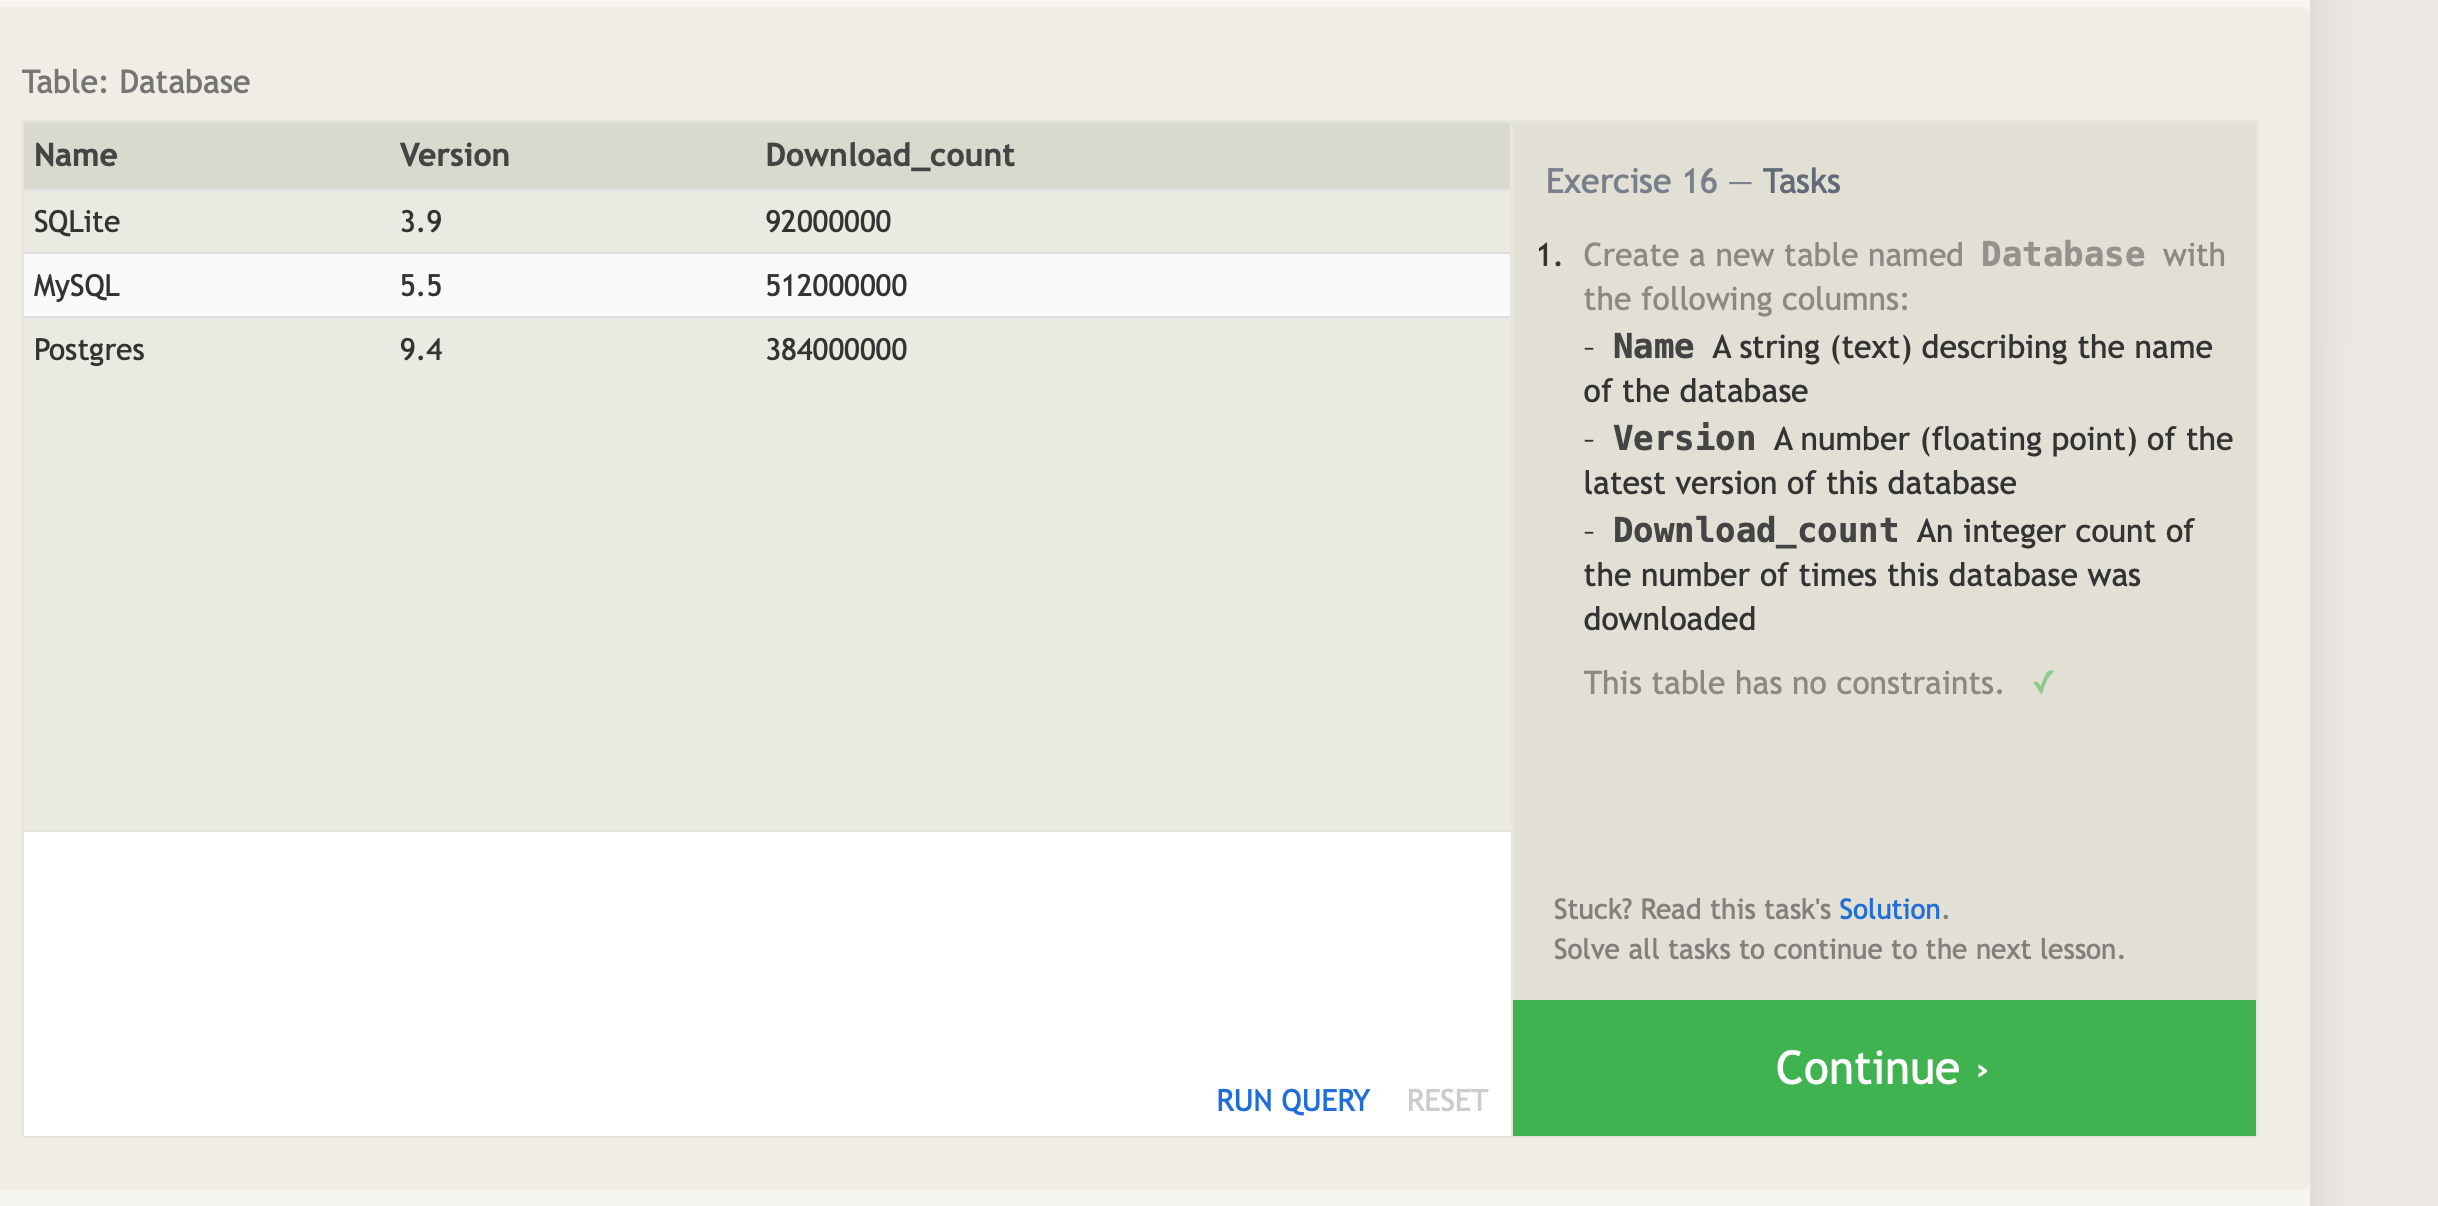 Table: Database
Name Version Download_count
SQLite 3.9 92000000
MySQL 5.5 512000000
Postgres 9.4 384000000
RUN QUERY RESET
Exercise 16 — Tasks
1. Create a new table named Database with
the following columns:
- Name A string (text) describing the name
of the database
- Version A number (floating point) of the
latest version of this database
- Download_count An integer count of
the number of times this database was
downloaded
This table has no constraints. ✓
Stuck? Read this task's Solution.
Solve all tasks to continue to the next lesson.
Continue ›